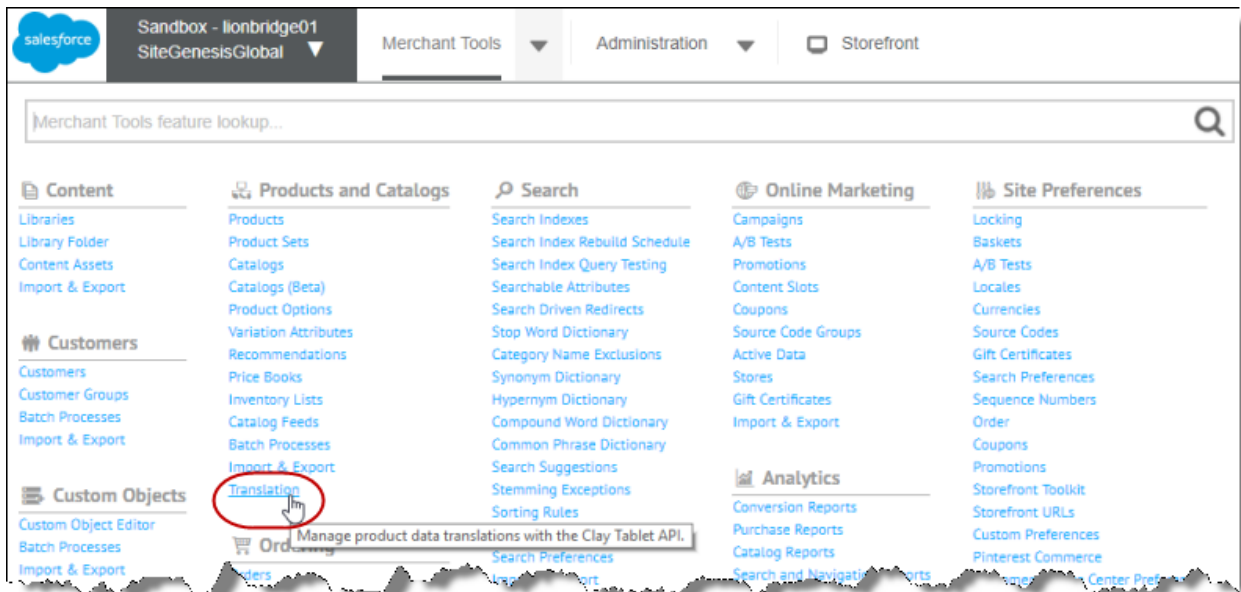 salesforce
Sandbox - lionbridge01
SiteGenesisGlobal
Merchant Tools
Administration
Storefront
Merchant Tools feature lookup...
Content
Libraries
Library Folder
Content Assets
Import & Export
Customers
Customers
Customer Groups
Batch Processes
Import & Export
Custom Objects
Custom Object Editor
Batch Processes
Import & Export
Products and Catalogs
Products
Product Sets
Catalogs
Catalogs (Beta)
Product Options
Variation Attributes
Recommendations
Price Books
Inventory Lists
Catalog Feeds
Batch Processes
Import & Export
Translation
Manage product data translations with the Clay Tablet API.
Search
Search Indexes
Search Index Rebuild Schedule
Search Index Query Testing
Searchable Attributes
Search Driven Redirects
Stop Word Dictionary
Category Name Exclusions
Synonym Dictionary
Hypernym Dictionary
Compound Word Dictionary
Common Phrase Dictionary
Search Suggestions
Stemming Exceptions
Sorting Rules
Search Preferences
Online Marketing
Campaigns
A/B Tests
Promotions
Content Slots
Coupons
Source Code Groups
Active Data
Stores
Gift Certificates
Import & Export
Analytics
Conversion Reports
Purchase Reports
Catalog Reports
Search and
Site Preferences
Locking
Baskets
A/B Tests
Locales
Currencies
Source Codes
Gift Certificates
Search Preferences
Sequence Numbers
Order
Coupons
Promotions
Storefront Toolkit
Storefront URLs
Custom Preferences
Pinterest Commerce
Center